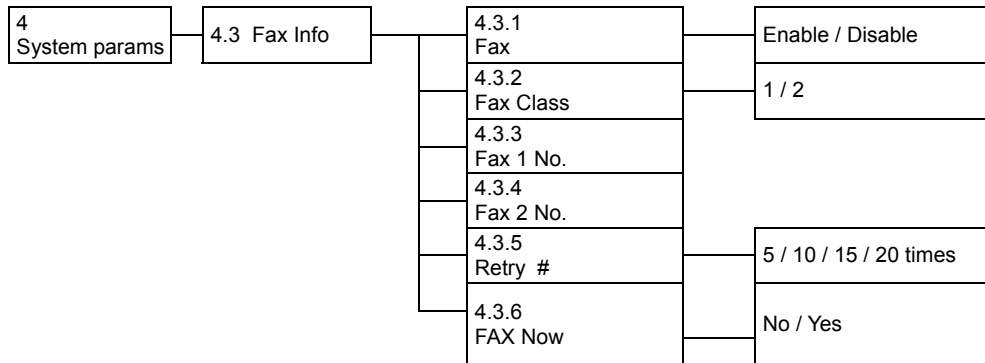 4
System params
4.3 Fax Info
4.3.1
Fax
Enable / Disable
4.3.2
Fax Class
1 / 2
4.3.3
Fax 1 No.
4.3.4
Fax 2 No.
4.3.5
Retry #
5 / 10 / 15 / 20 times
4.3.6
FAX Now
No / Yes